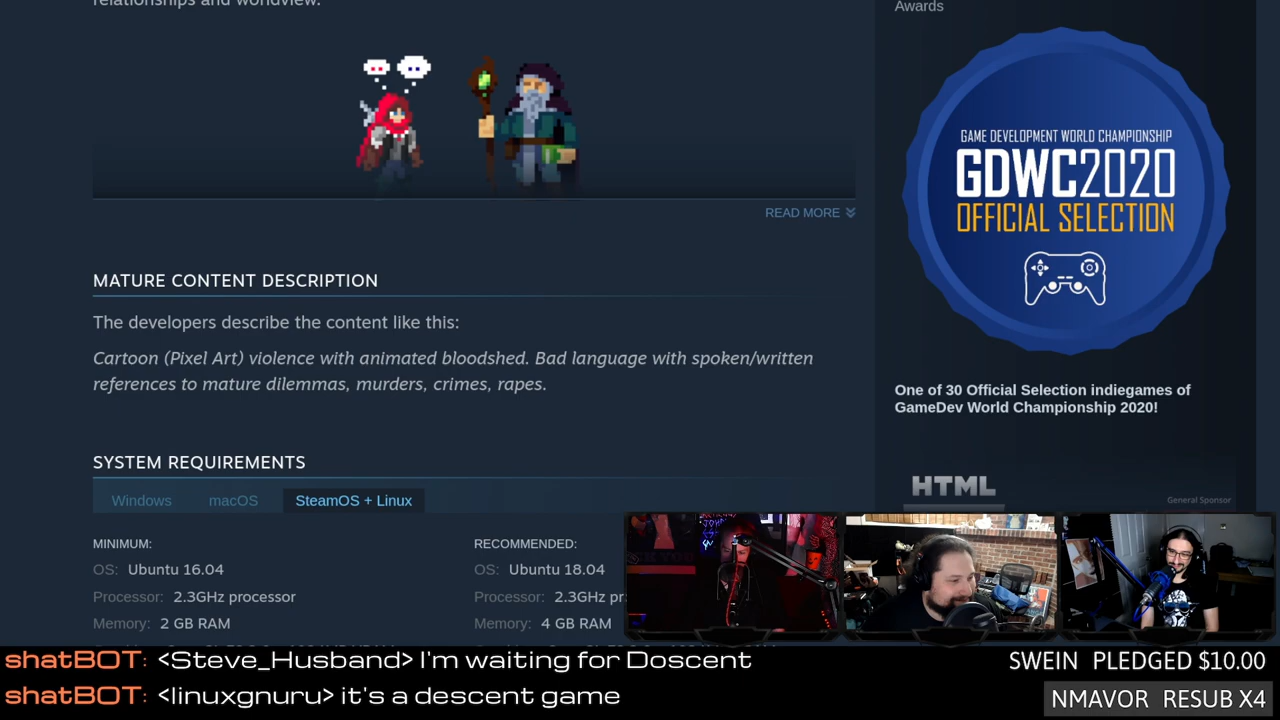 relationships and worldview.
Awards
GAME DEVELOPMENT WORLD CHAMPIONSHIP
GDWC2020
OFFICIAL SELECTION
READ MORE
MATURE CONTENT DESCRIPTION
The developers describe the content like this:
Cartoon (Pixel Art) violence with animated bloodshed. Bad language with spoken/written
references to mature dilemmas, murders, crimes, rapes.
One of 30 Official Selection indiegames of
GameDev World Championship 2020!
SYSTEM REQUIREMENTS
HTML
General Sponsor
Windows macOS SteamOS + Linux
MINIMUM:
OS: Ubuntu 16.04
Processor: 2.3GHz processor
Memory: 2 GB RAM
RECOMMENDED:
OS: Ubuntu 18.04
Processor: 2.3GHz pr
Memory: 4 GB RAM
shatBOT: <Steve_Husband> I'm waiting for Doscent
shatBOT: <linuxgnuru> it's a descent game
SWEIN PLEDGED $10.00
NMAVOR RESUB X4